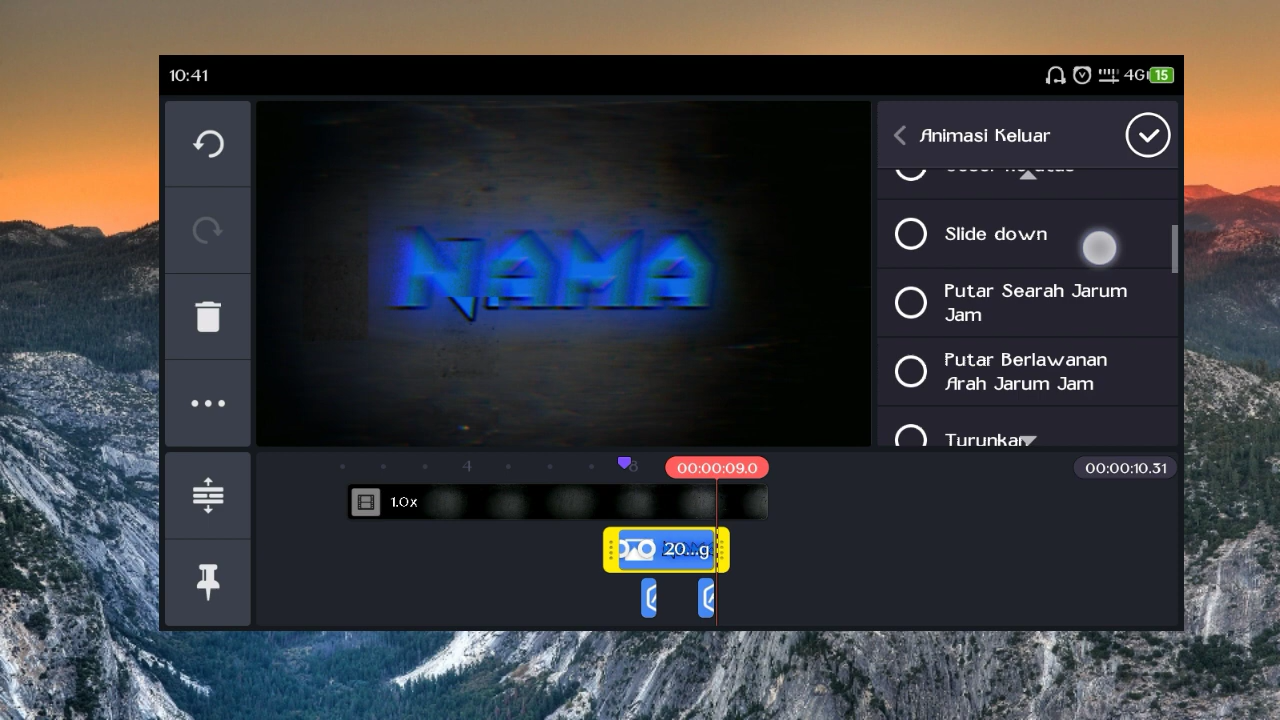 10:41
4G 15
Animasi Keluar
Slide down
Putar Searah Jarum
Jam
Putar Berlawanan
Arah Jarum Jam
Turunkan
NAMA
4
8
00:00:09.0
00:00:10.31
1.0x
20...g